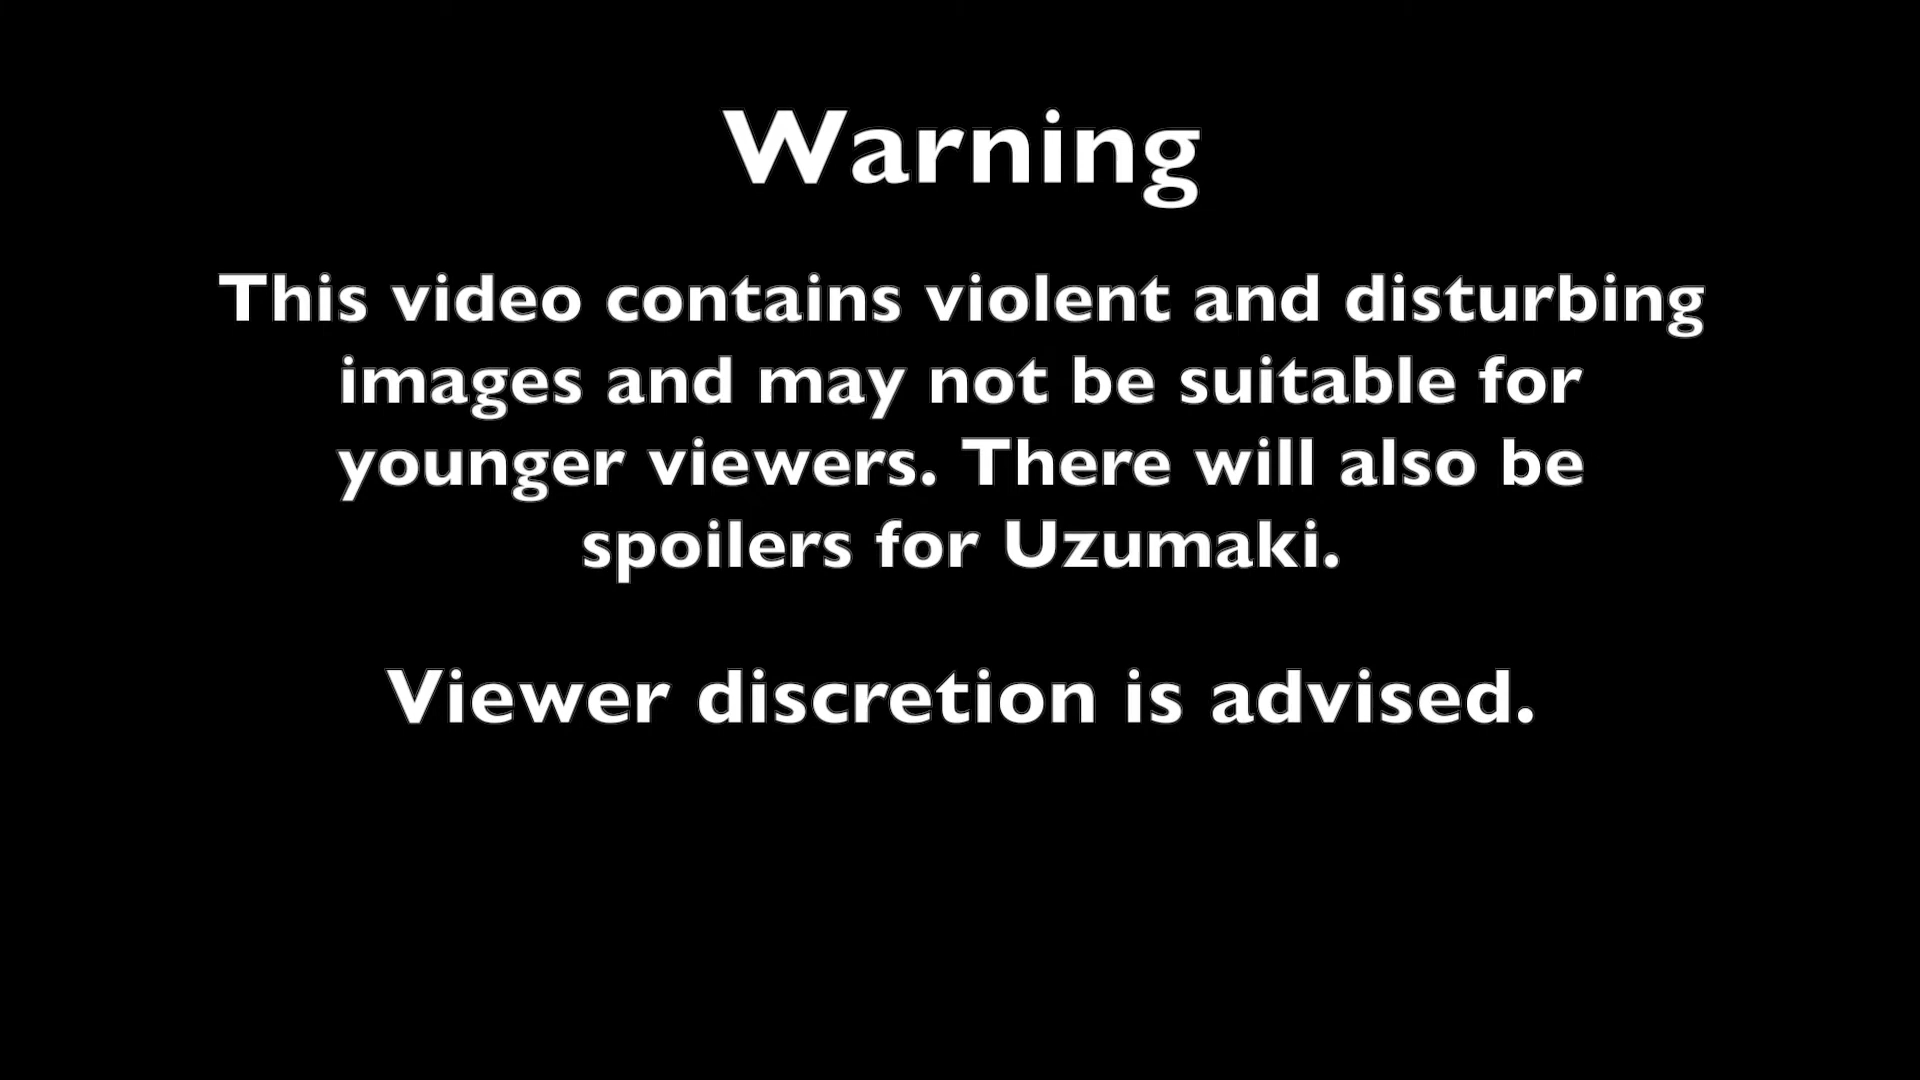 Warning
This video contains violent and disturbing
images and may not be suitable for
younger viewers. There will also be
spoilers for Uzumaki.
Viewer discretion is advised.